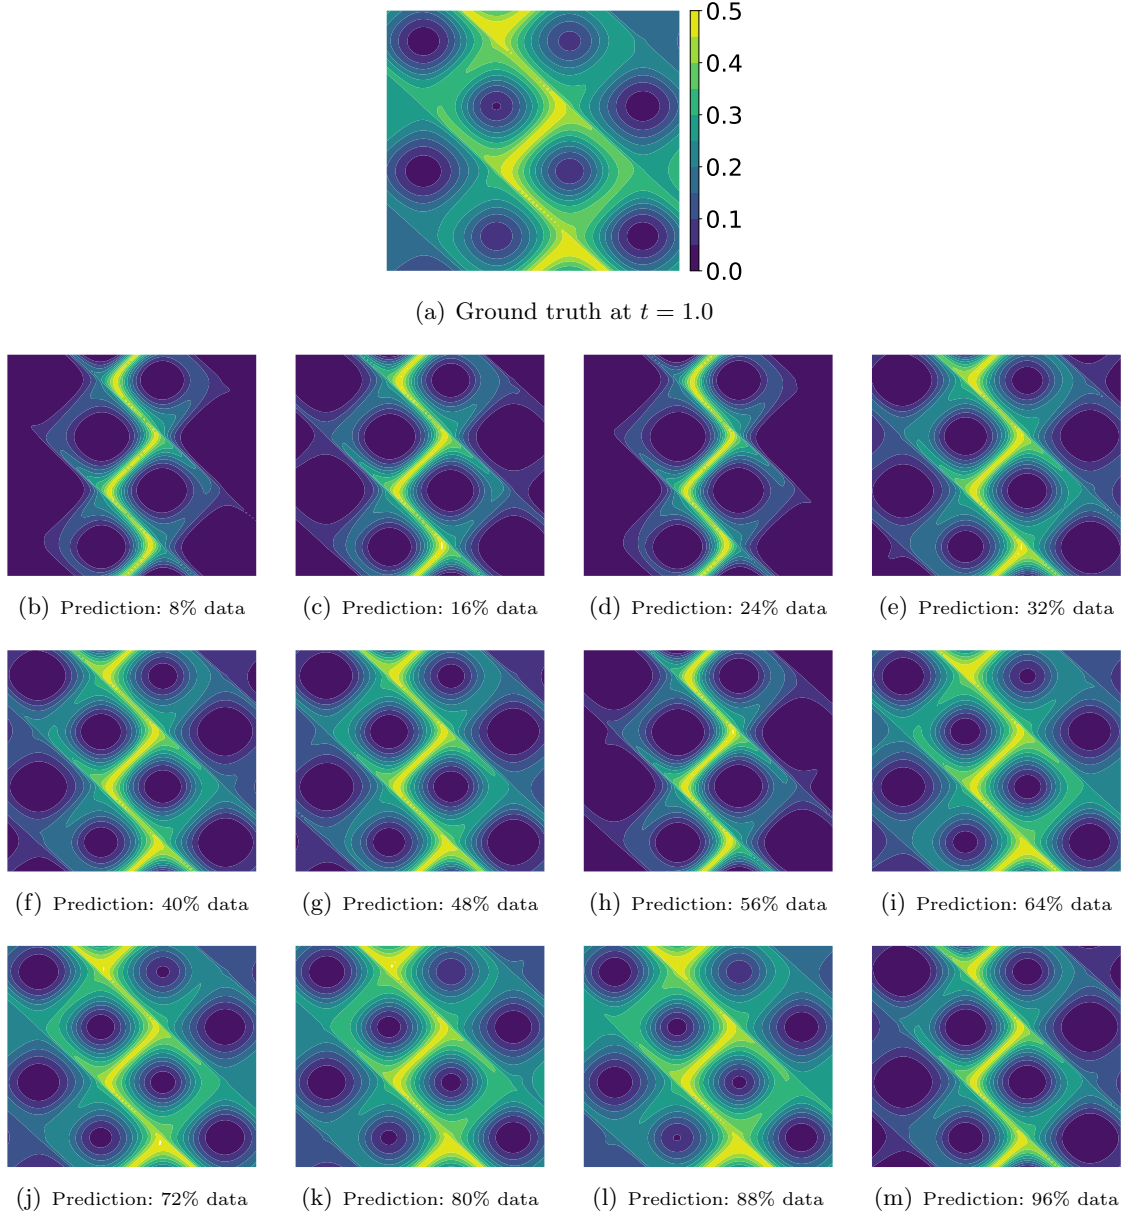 0.5
0.4
0.3
0.2
0.1
0.0
(a) Ground truth at t = 1.0
(b) Prediction: 8% data
(c) Prediction: 16% data
(d) Prediction: 24% data
(e) Prediction: 32% data
(f) Prediction: 40% data
(g) Prediction: 48% data
(h) Prediction: 56% data
(i) Prediction: 64% data
(j) Prediction: 72% data
(k) Prediction: 80% data
(l) Prediction: 88% data
(m) Prediction: 96% data